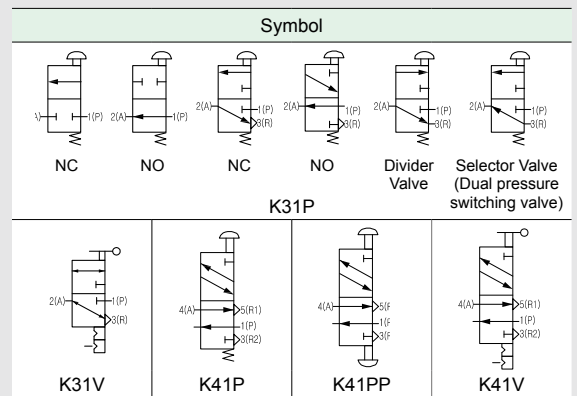 Symbol
2(A) 1(P)
2(A) 1(P) 3(R)
2(A) 1(P) 3(R)
2(A) 1(P) 3(R)
2(A) 3(R)
NC NO NC NO Divider Valve Selector Valve
(Dual pressure
switching valve)
K31P
2(A) 1(P)
3(R)
4(A) 5(R1)
1(P)
3(R2)
4(A)
4(A) 5(R1)
1(P)
3(R2)
K31V K41P K41PP K41V